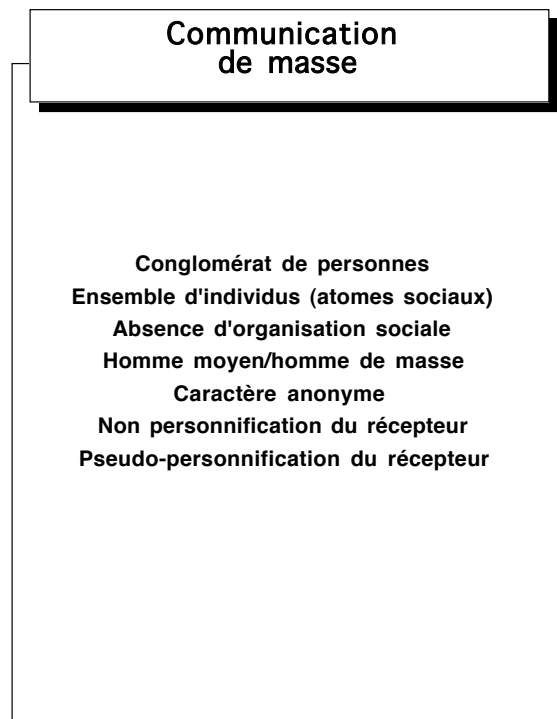 Communication
de masse
Conglomérat de personnes
Ensemble d'individus (atomes sociaux)
Absence d'organisation sociale
Homme moyen/homme de masse
Caractère anonyme
Non personnification du récepteur
Pseudo-personnification du récepteur